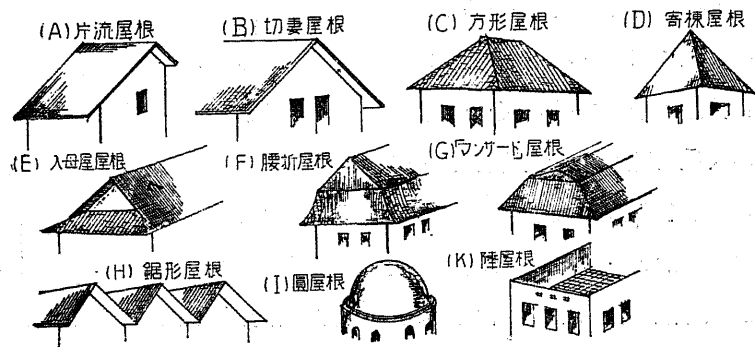 (A)片流屋根
(B)切妻屋根
(C)方形屋根
(D)寄棟屋根
(E)入母屋屋根
(F)腰折屋根
(G)「マンサード」屋根
(H)鋸形屋根
(I)圓屋根
(K)陸屋根